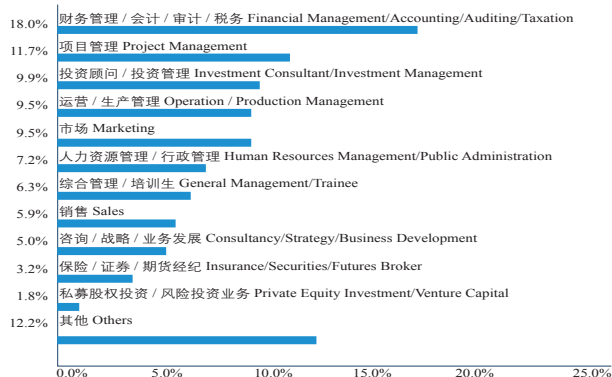 18.0% 财务管理 / 会计 / 审计 / 税务 Financial Management/Accounting/Auditing/Taxation
11.7% 项目管理 Project Management
9.9% 投资顾问 / 投资管理 Investment Consultant/Investment Management
9.5% 运营 / 生产管理 Operation / Production Management
9.5% 市场 Marketing
7.2% 人力资源管理 / 行政管理 Human Resources Management/Public Administration
6.3% 综合管理 / 培训生 General Management/Trainee
5.9% 销售 Sales
5.0% 咨询 / 战略 / 业务发展 Consultancy/Strategy/Business Development
3.2% 保险 / 证券 / 期货经纪 Insurance/Securities/Futures Broker
1.8% 私募股权投资 / 风险投资业务 Private Equity Investment/Venture Capital
12.2% 其他 Others
0.0% 5.0% 10.0% 15.0% 20.0% 25.0%